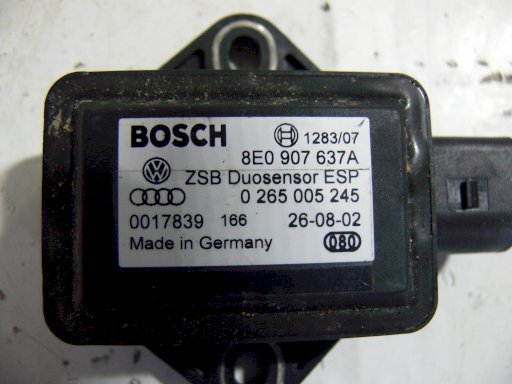 BOSCH 1283/07
8E0 907 637A
ZSB Duosensor ESP
0 265 005 245
0017839 166 26-08-02
Made in Germany 080